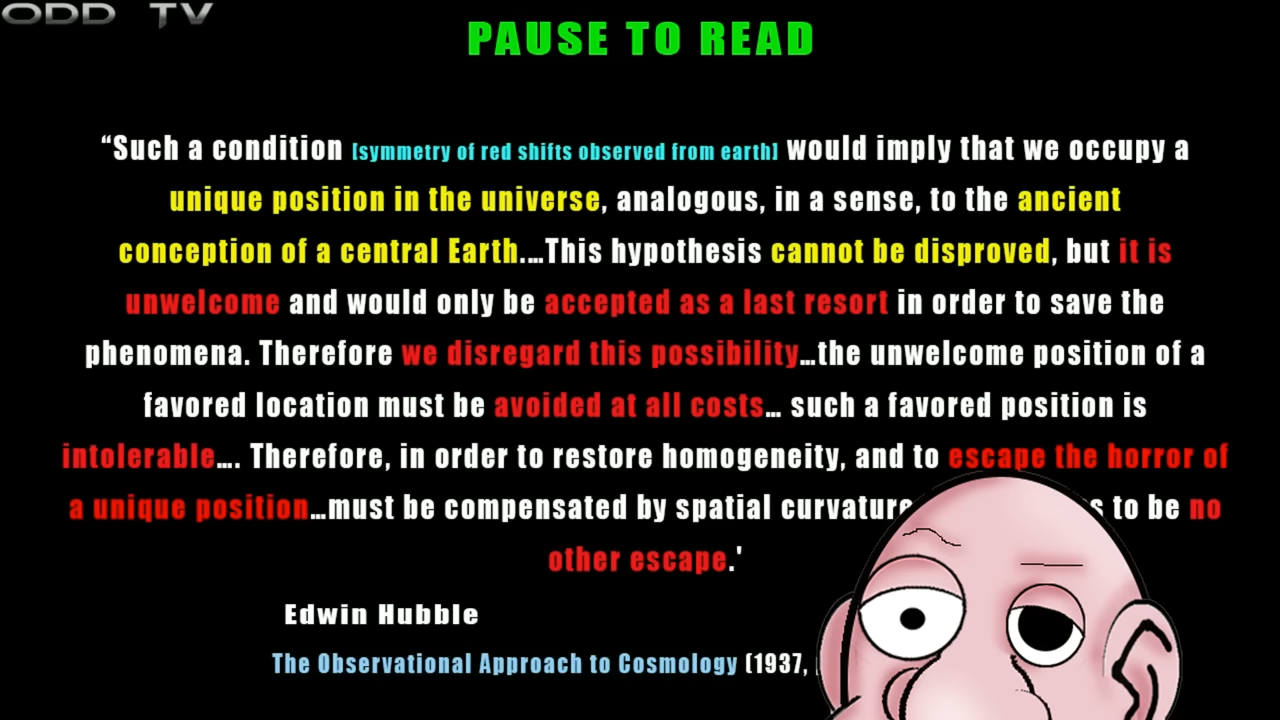 ODD TV
PAUSE TO READ
“Such a condition [symmetry of red shifts observed from earth] would imply that we occupy a
unique position in the universe, analogous, in a sense, to the ancient
conception of a central Earth.…This hypothesis cannot be disproved, but it is
unwelcome and would only be accepted as a last resort in order to save the
phenomena. Therefore we disregard this possibility…the unwelcome position of a
favored location must be avoided at all costs… such a favored position is
intolerable…. Therefore, in order to restore homogeneity, and to escape the horror of
a unique position…must be compensated by spatial curvature to be no
other escape.'
Edwin Hubble
The Observational Approach to Cosmology (1937,